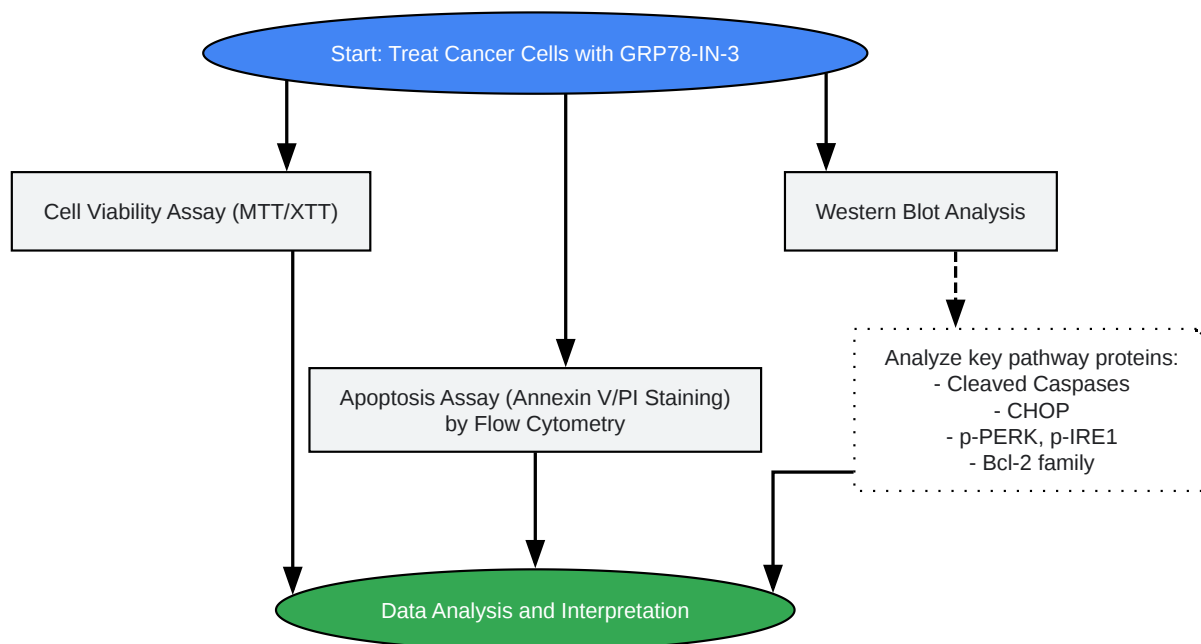 Start: Treat Cancer Cells with GRP78-IN-3
Cell Viability Assay (MTT/XTT)
Western Blot Analysis
Apoptosis Assay (Annexin V/PI Staining)
by Flow Cytometry
Analyze key pathway proteins:
- Cleaved Caspases
- CHOP
- p-PERK, p-IRE1
- Bcl-2 family
Data Analysis and Interpretation